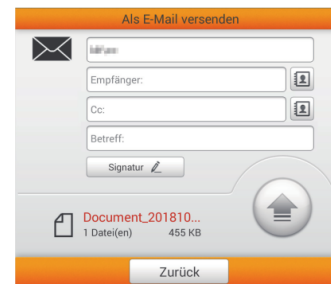 Als E-Mail versenden
Empfänger:
Cc:
Betreff:
Signatur
Document_201810...
1 Datei(en) 455 KB
Zurück